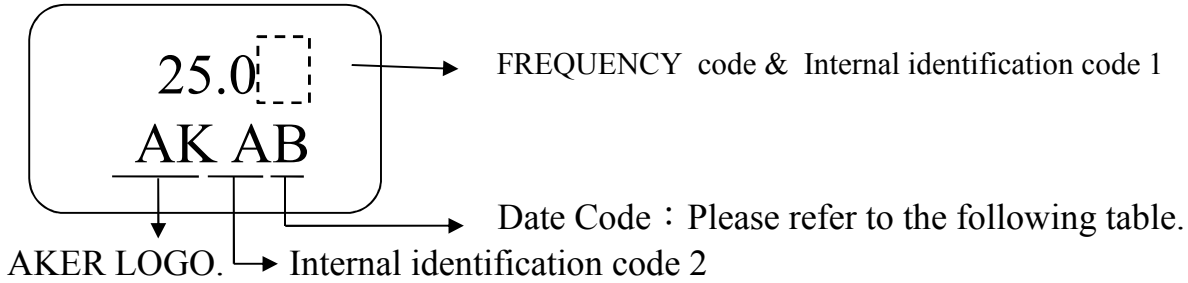 25.0
FREQUENCY code & Internal identification code 1
AK AB
Date Code：Please refer to the following table.
AKER LOGO.
Internal identification code 2